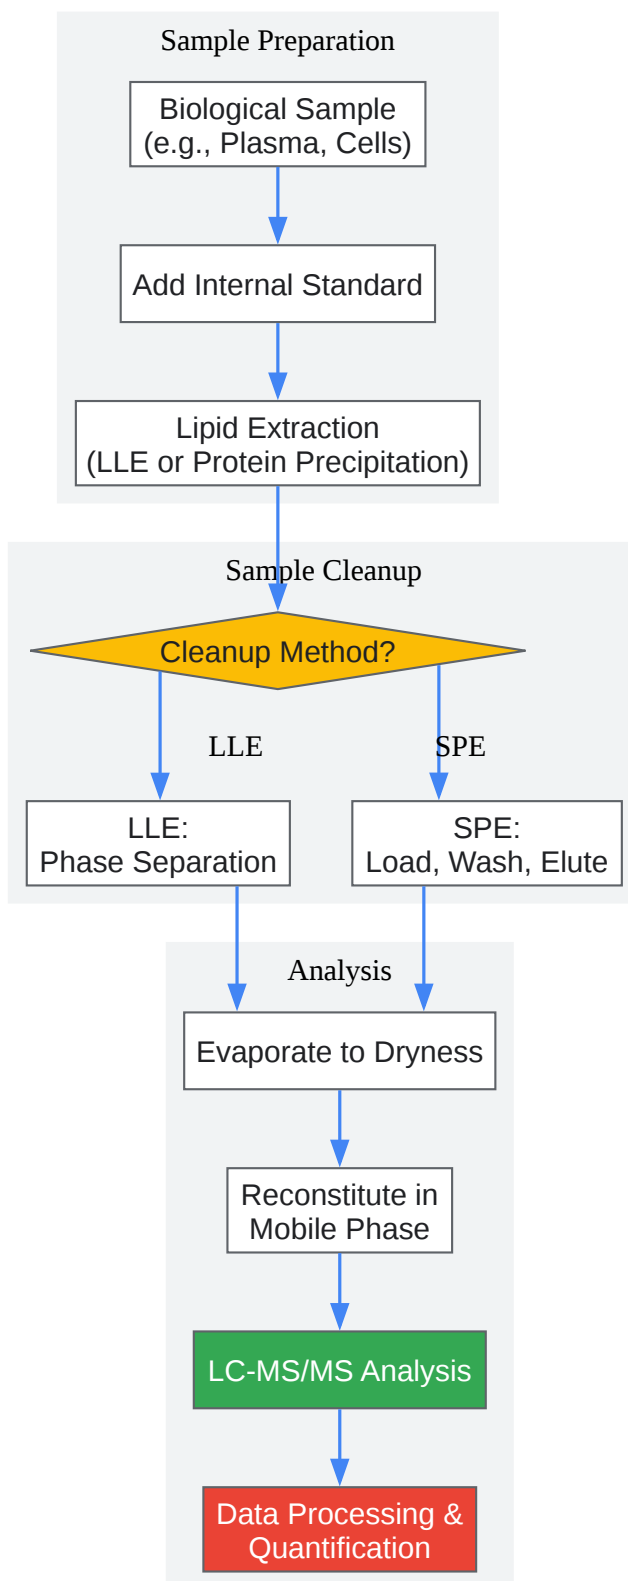 Sample Preparation
Biological Sample
(e.g., Plasma, Cells)
Add Internal Standard
Lipid Extraction
(LLE or Protein Precipitation)
Sample Cleanup
Cleanup Method?
LLE
SPE
LLE:
Phase Separation
SPE:
Load, Wash, Elute
Analysis
Evaporate to Dryness
Reconstitute in
Mobile Phase
LC-MS/MS Analysis
Data Processing &
Quantification